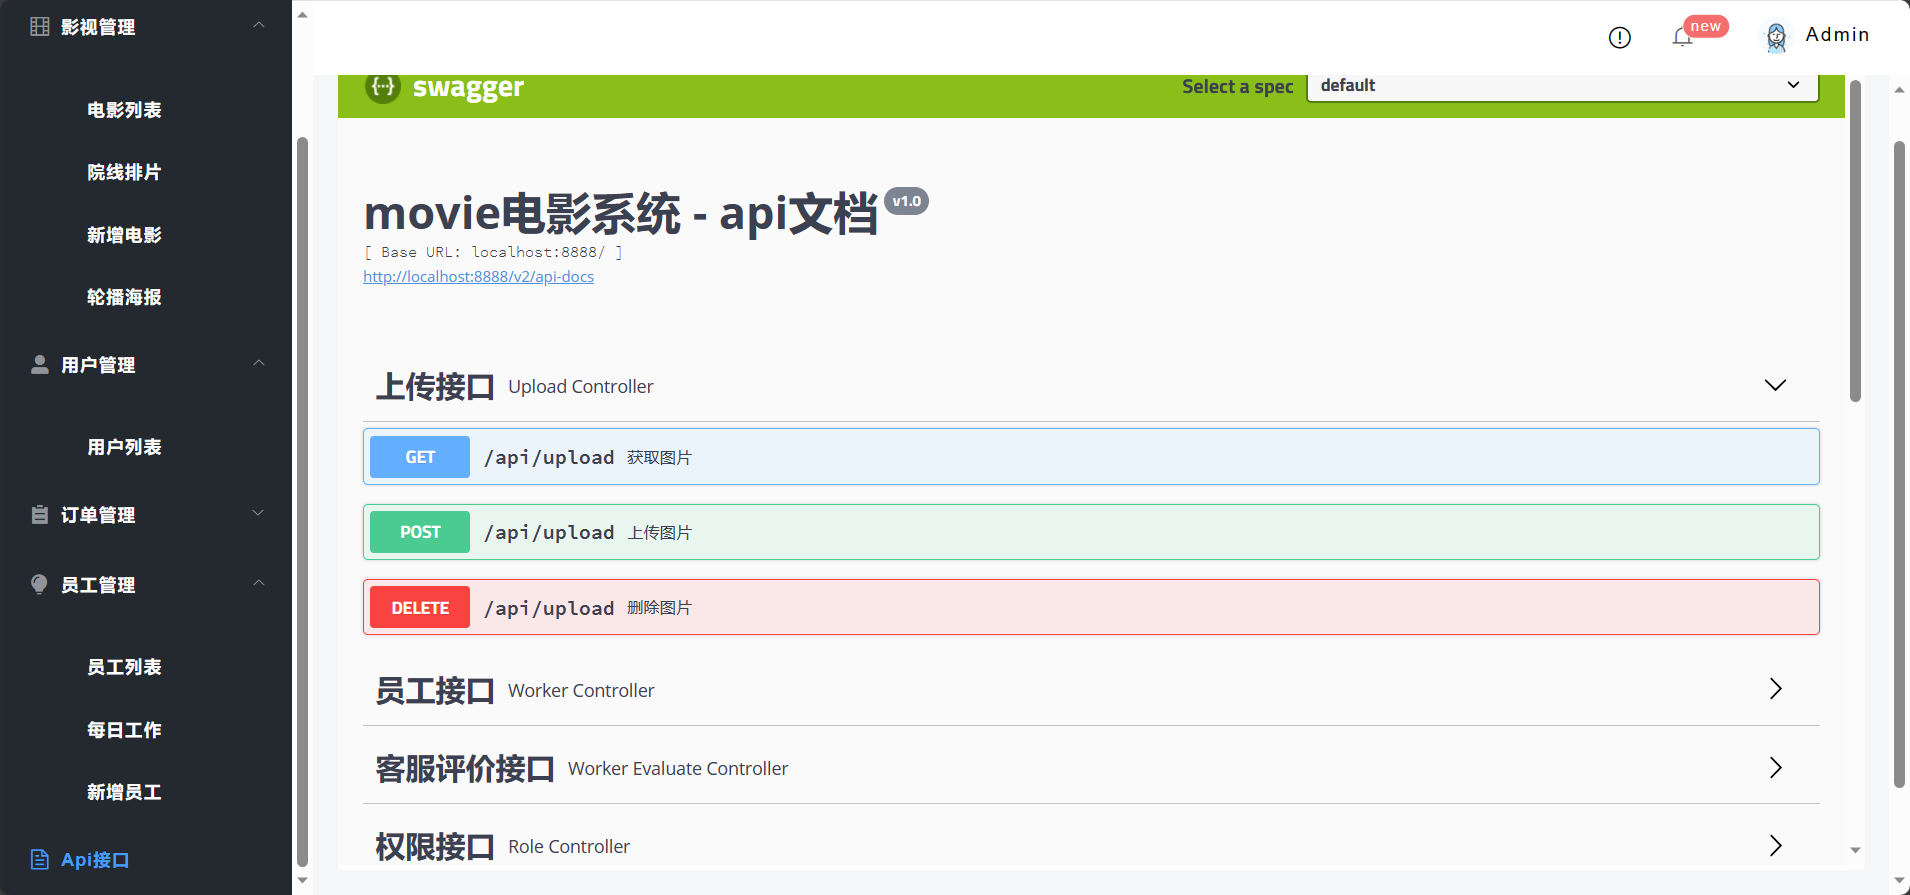 影视管理
电影列表
院线排片
新增电影
轮播海报
用户管理
用户列表
订单管理
员工管理
员工列表
每日工作
新增员工
Api接口
new
Admin
swagger
Select a spec
default
movie电影系统 - api文档 v1.0
[ Base URL: localhost:8888/ ]
http://localhost:8888/v2/api-docs
上传接口 Upload Controller
GET /api/upload 获取图片
POST /api/upload 上传图片
DELETE /api/upload 删除图片
员工接口 Worker Controller
客服评价接口 Worker Evaluate Controller
权限接口 Role Controller